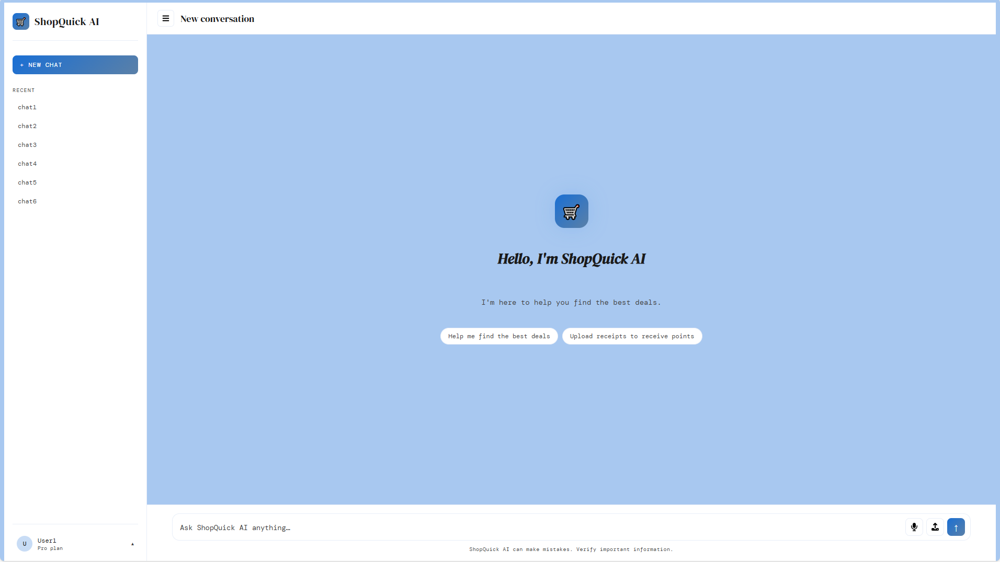 ShopQuick AI
New conversation
+ NEW CHAT
RECENT
chat1
chat2
chat3
chat4
chat5
chat6
Hello, I'm ShopQuick AI
I'm here to help you find the best deals.
Help me find the best deals
Upload receipts to receive points
Ask ShopQuick AI anything…
ShopQuick AI can make mistakes. Verify important information.
U
User1
Pro plan